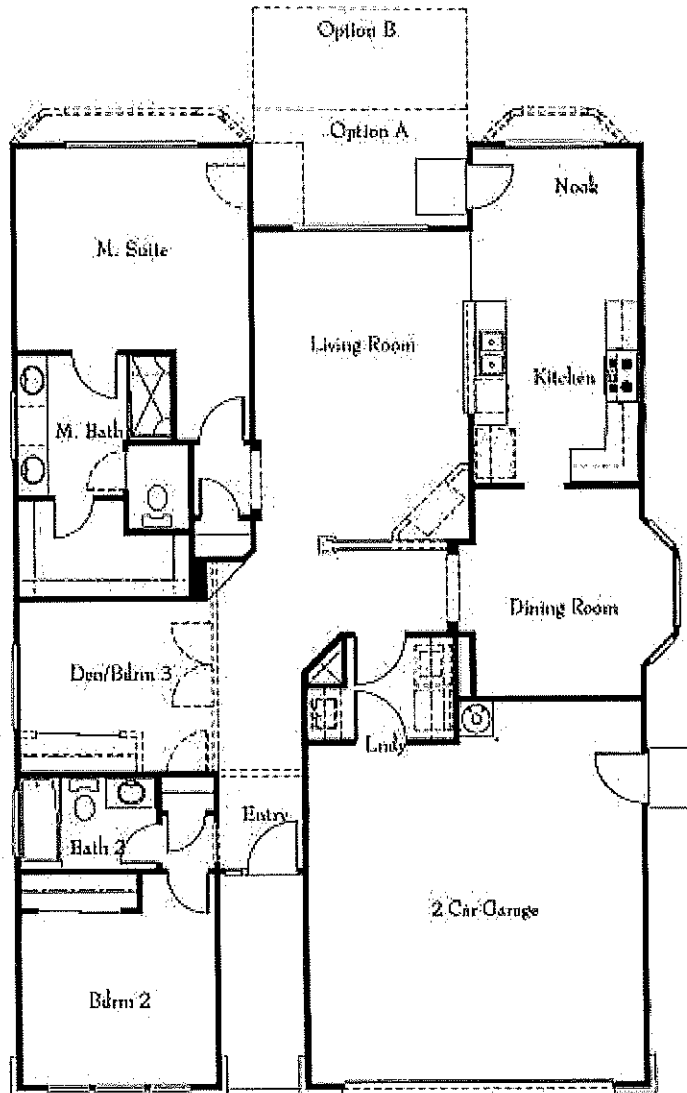 Option B
Option A
Nook
M. Suite
Living Room
Kitchen
M. Bath
Dining Room
Den/Bdrm 3
Lndy
Entry
Bath 2
2 Car Garage
Bdrm 2